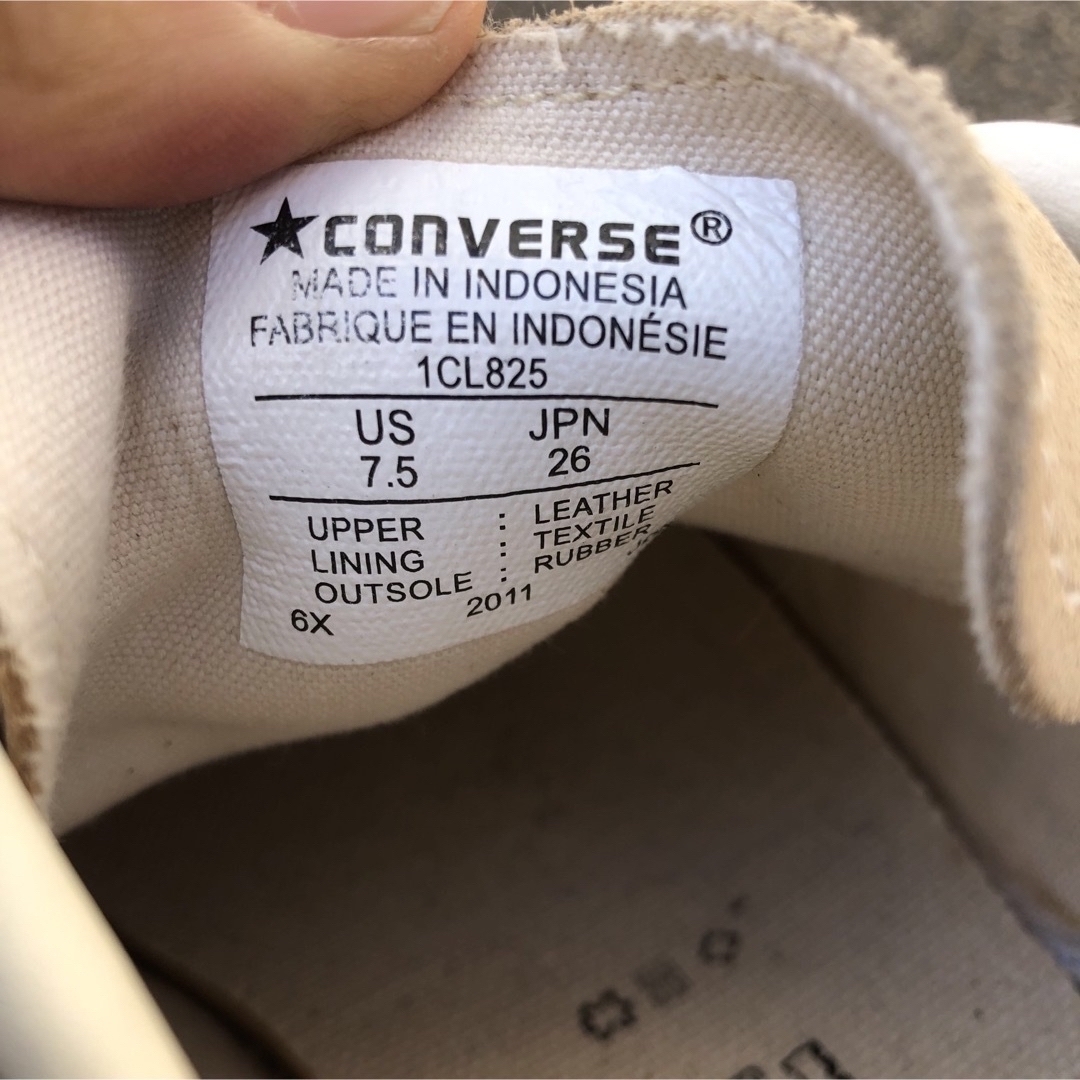 ★CONVERSE®
MADE IN INDONESIA
FABRIQUE EN INDONÉSIE
1CL825
US JPN
7.5 26
UPPER : LEATHER
LINING : TEXTILE
OUTSOLE : RUBBER
6X 2011